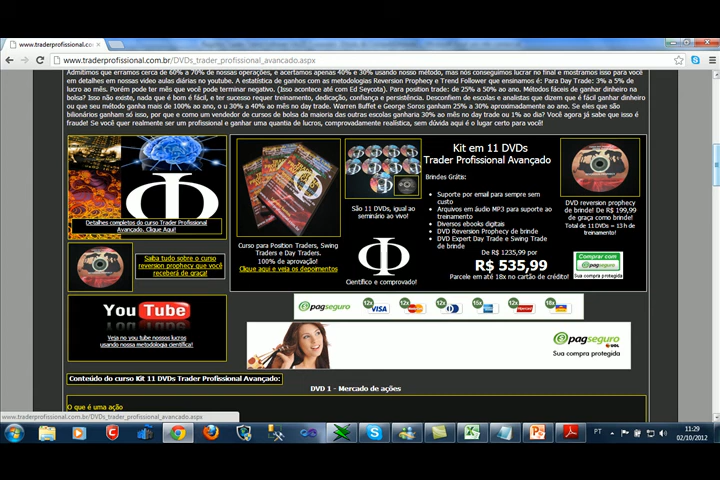 www.traderprofissional.com.br
www.traderprofissional.com.br/DVDs_trader_profissional_avancado.aspx
Admitimos que erramos cerca de 60% a 70% de nossas operações, e acertamos apenas 40% e 30% usando nosso método, mas nós conseguimos lucrar no final e mostramos isso para você
em detalhes em nossas video aulas diárias no youtube. A estatística de ganhos com as metodologias Reversion Prophecy e Trend Follower que ensinamos é: Para Day Trade: 3% a 5% de
lucro ao mês. Porém pode ter mês que você pode terminar negativo. (Isso acontete até com Ed Seycota). Para position trade: de 25% a 50% ao ano. Métodos fáceis de ganhar dinheiro
na bolsa? Isso não existe, nada que é bom é fácil, e ter sucesso requer treinamento, dedicação, confiança e persistência. Desconfiem de escolas e analistas que dizem que é fácil ganhar dinheiro
ou que seu método ganha mais de 100% ao ano, o u 30% a 40% ao mês no day trade. Warren Buffet e George Soros ganham 25% a 30% aproximadamente ao ano. Se eles que são
bilionários ganham só isso, por que e como um vendedor de cursos de bolsa da maioria das outras escolas ganharia 30% ao mês no day trade ou 1% ao dia? Você agora já sabe que isso é
fraude! Se você quer realmente ser um profissional e ganhar uma quantia de lucros, comprovadamente realística, sem dúvida aqui é o lugar certo para você!
Detalhes completos do curso Trader Profissional
Avançado. Clique Aqui!
Saiba tudo sobre o curso
reversion prophecy que você
receberá de graça!
Curso para Position Traders, Swing
Traders e Day Traders.
100% de aprovação!
Clique aqui e veja os depoimentos
São 11 DVDs, igual ao
seminário ao vivo!
Científico e comprovado!
Kit em 11 DVDs
Trader Profissional Avançado
Brindes Grátis:
Suporte por email para sempre sem
custo
Arquivos em áudio MP3 para suporte ao
treinamento
Diversos ebooks digitais
DVD Reversion Prophecy de brinde
DVD Expert Day Trade e Swing Trade
de brinde
De R$ 1235,99 por
R$ 535,99
Parcele em até 18x no cartão de crédito!
DVD reversion prophecy
de brinde! De R$ 199,99
de graça como brinde!
Total de 11 DVDs = 13 h de
treinamento!
Comprar com
pagseguro
Sua compra protegida
YouTube
Veja no you tube nossos lucros
usando nossa metodologia científica!
pagseguro
12x VISA
12x
12x
12x
15x
18x
pagseguro
UOL
Sua compra protegida
Conteúdo do curso Kit 11 DVDs Trader Profissional Avançado:
DVD 1 - Mercado de ações
O que é uma ação
www.traderprofissional.com.br/DVDs_trader_profissional_avancado.aspx
PT
11:29
02/10/2012